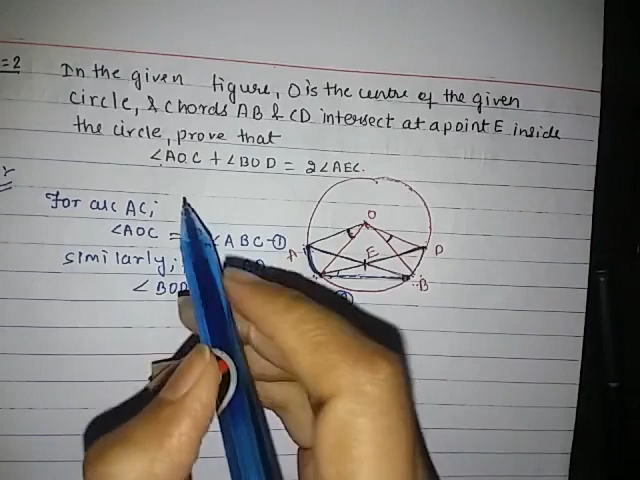 =2
In the given figure, O is the centre of the given
circle, & chords AB & CD intersect at a point E inside
the circle, prove that
∠AOC + ∠BOD = 2∠AEC.
For arc AC;
∠AOC = ∠ABC-①
similarly;
∠BOD
O
A
E
D
B